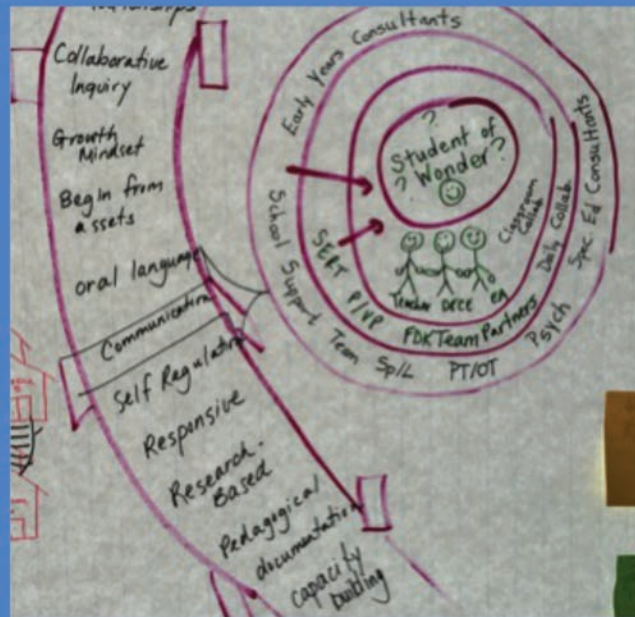 Collaborative
Inquiry
Growth
Mindset
Begin from
assets
oral language
Communication
Self Regulation
Responsive
Research-
Based
Pedagogical
documentation
capacity
building
Early Years Consultants
Spec. Ed Consultants
School Support Team Sp/L PT/OT Psych
?
Student of
? Wonder?
Classroom
Collab
Daily Collab.
SERT P/VP FDK Team Partners
Teacher DECE EA